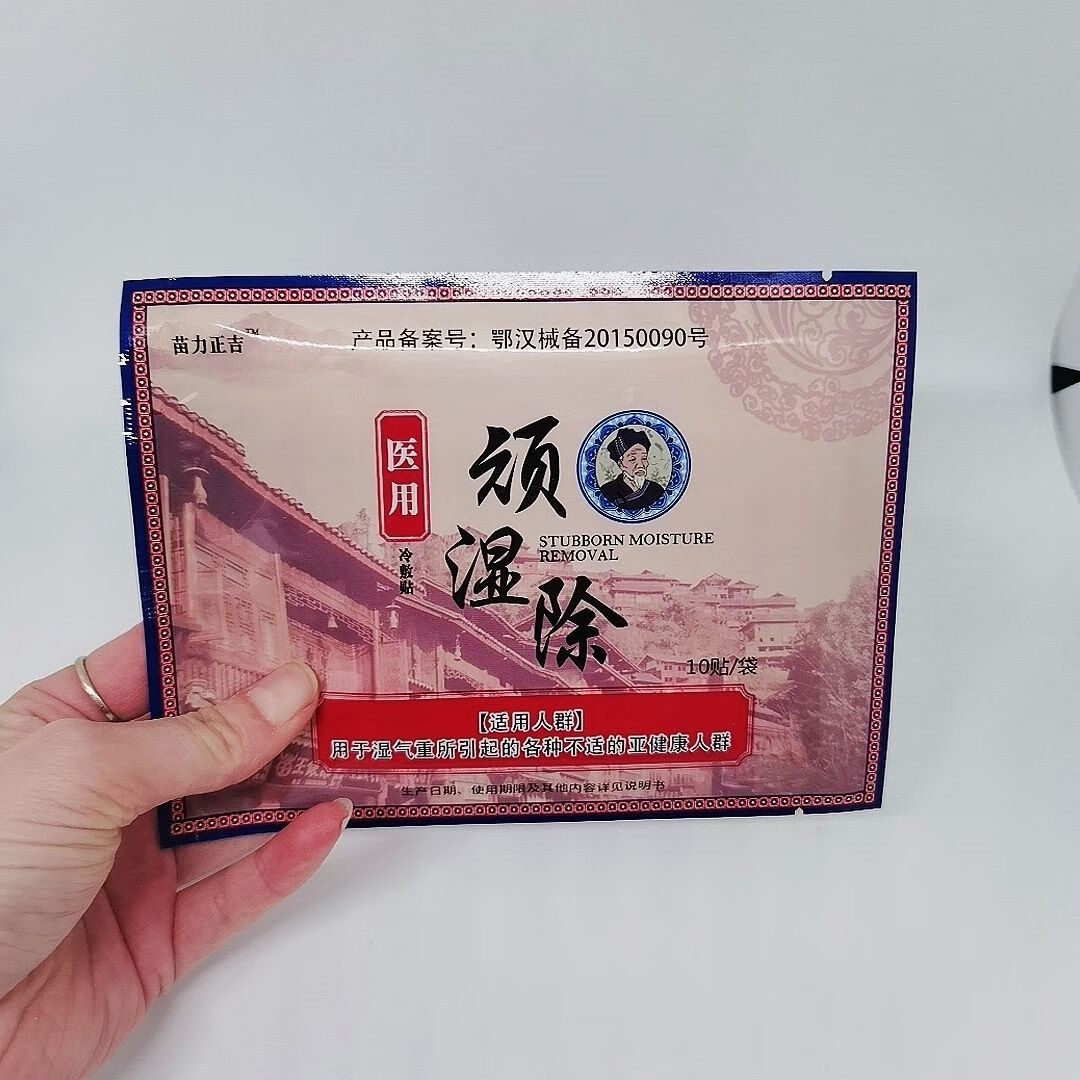 苗力正吉™
产品备案号：鄂汉械备20150090号
医用
冷敷贴
顽湿除
STUBBORN MOISTURE
REMOVAL
10贴/袋
【适用人群】
用于湿气重所引起的各种不适的亚健康人群
生产日期、使用期限及其他内容详见说明书